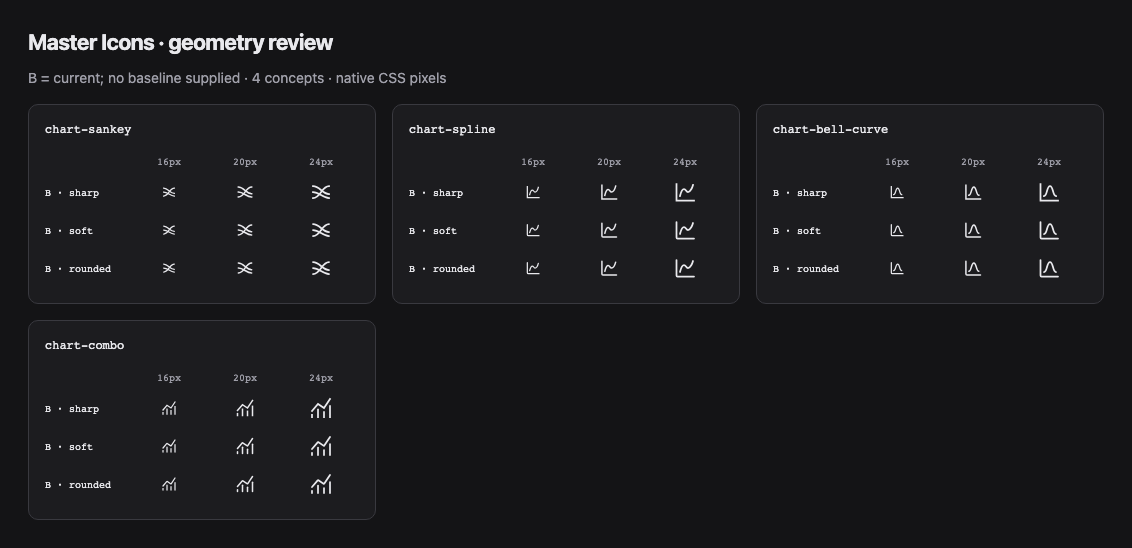 Master Icons · geometry review
B = current; no baseline supplied · 4 concepts · native CSS pixels
chart-sankey
16px 20px 24px
B · sharp
B · soft
B · rounded
chart-spline
16px 20px 24px
B · sharp
B · soft
B · rounded
chart-bell-curve
16px 20px 24px
B · sharp
B · soft
B · rounded
chart-combo
16px 20px 24px
B · sharp
B · soft
B · rounded